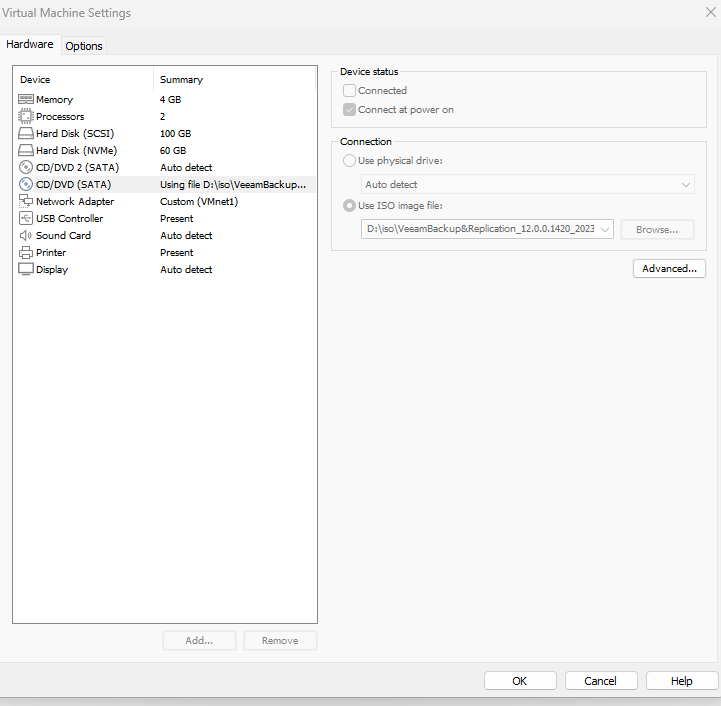 Virtual Machine Settings
Hardware Options
Device Summary
Memory 4 GB
Processors 2
Hard Disk (SCSI) 100 GB
Hard Disk (NVMe) 60 GB
CD/DVD 2 (SATA) Auto detect
CD/DVD (SATA) Using file D:\iso\VeeamBackup...
Network Adapter Custom (VMnet1)
USB Controller Present
Sound Card Auto detect
Printer Present
Display Auto detect
Add... Remove
Device status
Connected
Connect at power on
Connection
Use physical drive:
Auto detect
Use ISO image file:
D:\iso\VeeamBackup&Replication_12.0.0.1420_2023 Browse...
Advanced...
OK Cancel Help